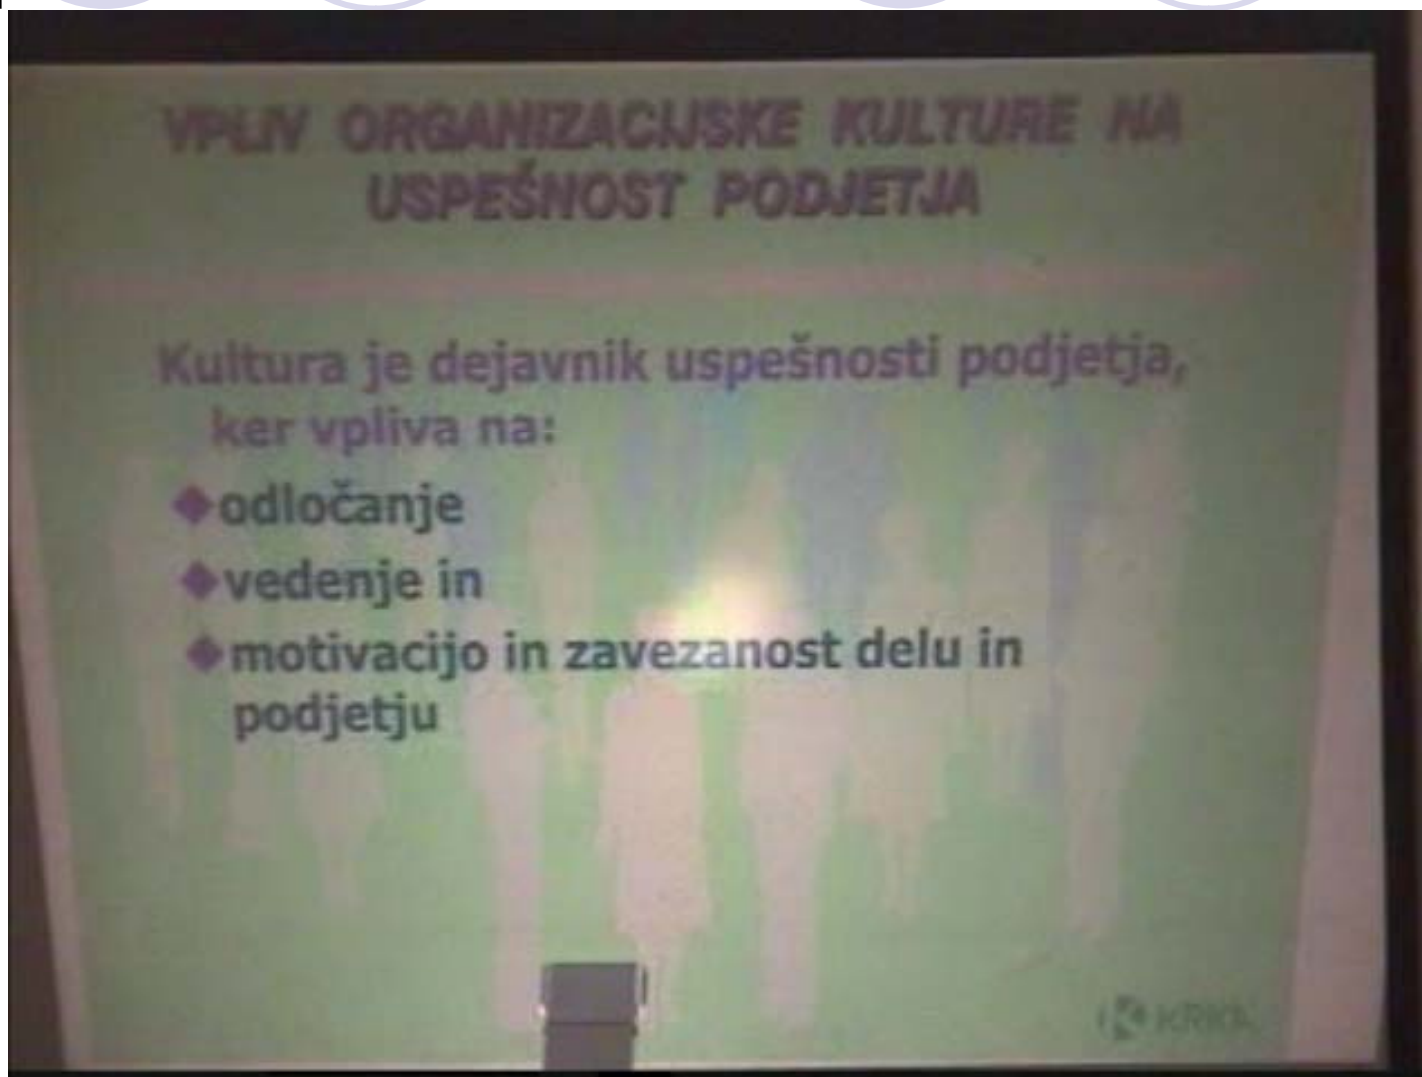 VPLIV ORGANIZACIJSKE KULTURE NA
USPEŠNOST PODJETJA
Kultura je dejavnik uspešnosti podjetja,
ker vpliva na:
odločanje
vedenje in
motivacijo in zavezanost delu in
podjetju
KRKA